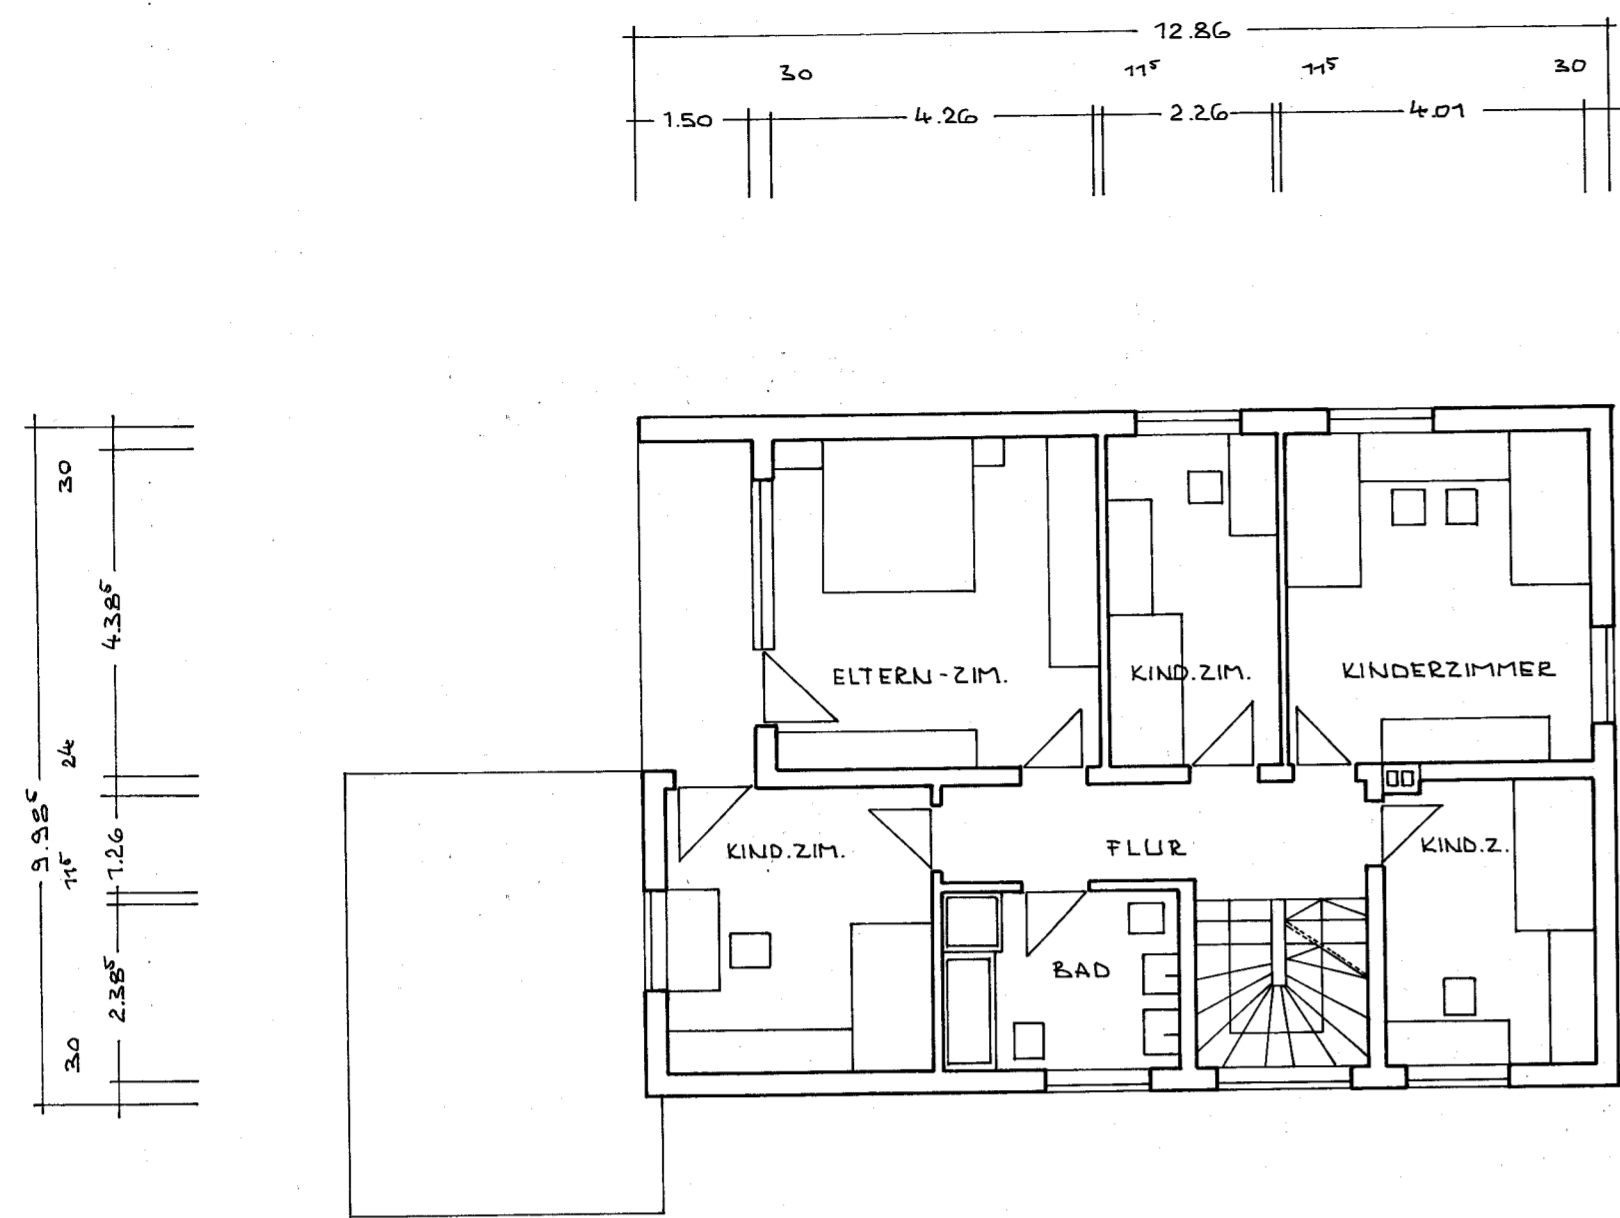 12.86
30 11⁵ 11⁵ 30
1.50 4.26 2.26 4.01
30
4.38⁵
24
9.98⁵
11⁵
1.26
2.38⁵
30
ELTERN-ZIM. KIND.ZIM. KINDERZIMMER
KIND.ZIM. FLUR KIND.Z.
BAD